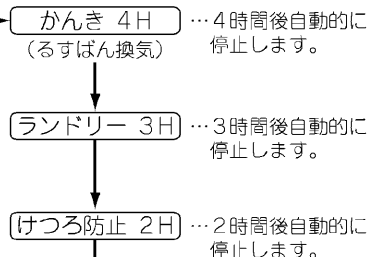 かんき 4H …4時間後自動的に
(るすばん換気) 停止します。
ランドリー 3H …3時間後自動的に
停止します。
けつろ防止 2H …2時間後自動的に
停止します。